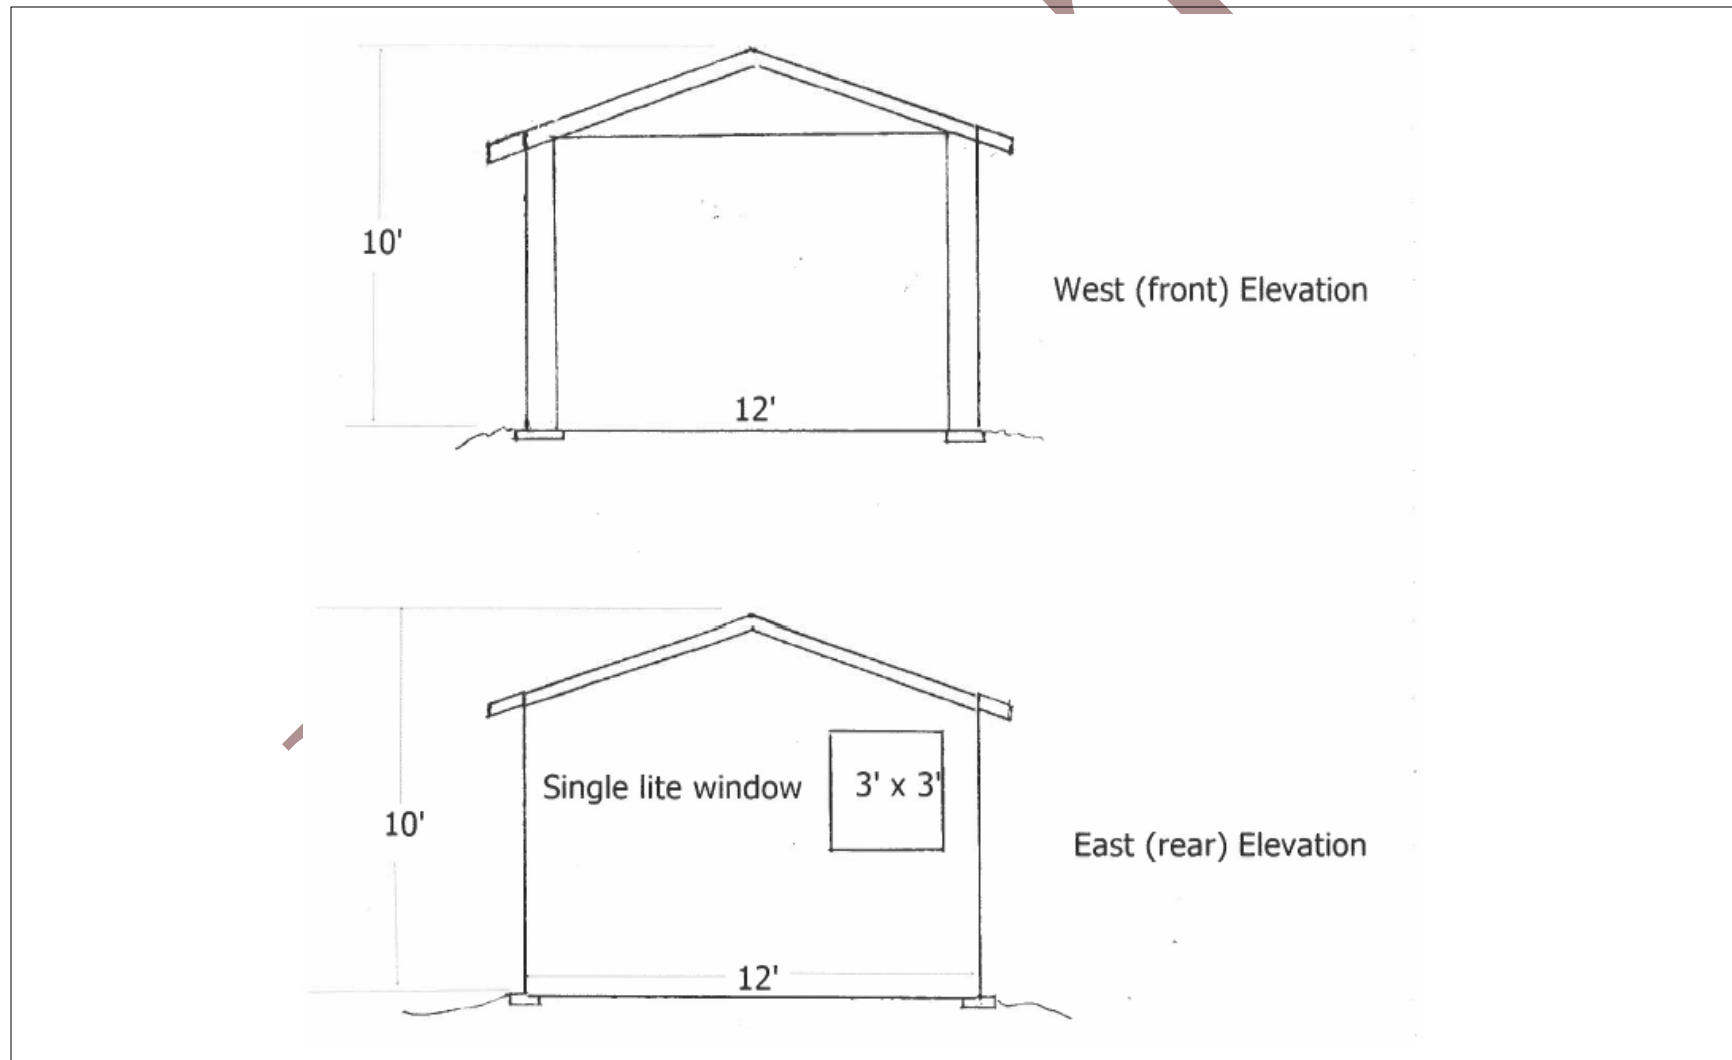 10'
West (front) Elevation
12'
Single lite window
3' x 3'
10'
East (rear) Elevation
12'